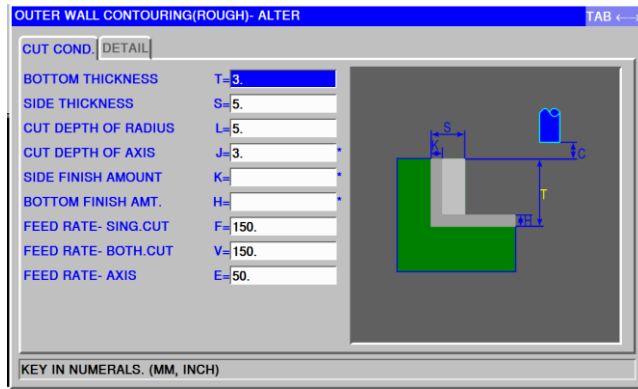 OUTER WALL CONTOURING(ROUGH)- ALTER TAB ←→
CUT COND. DETAIL
BOTTOM THICKNESS T= 3.
SIDE THICKNESS S= 5.
CUT DEPTH OF RADIUS L= 5.
CUT DEPTH OF AXIS J= 3. *
SIDE FINISH AMOUNT K= *
BOTTOM FINISH AMT. H= *
FEED RATE- SING.CUT F= 150.
FEED RATE- BOTH.CUT V= 150.
FEED RATE- AXIS E= 50.
S
K
C
T
H
KEY IN NUMERALS. (MM, INCH)